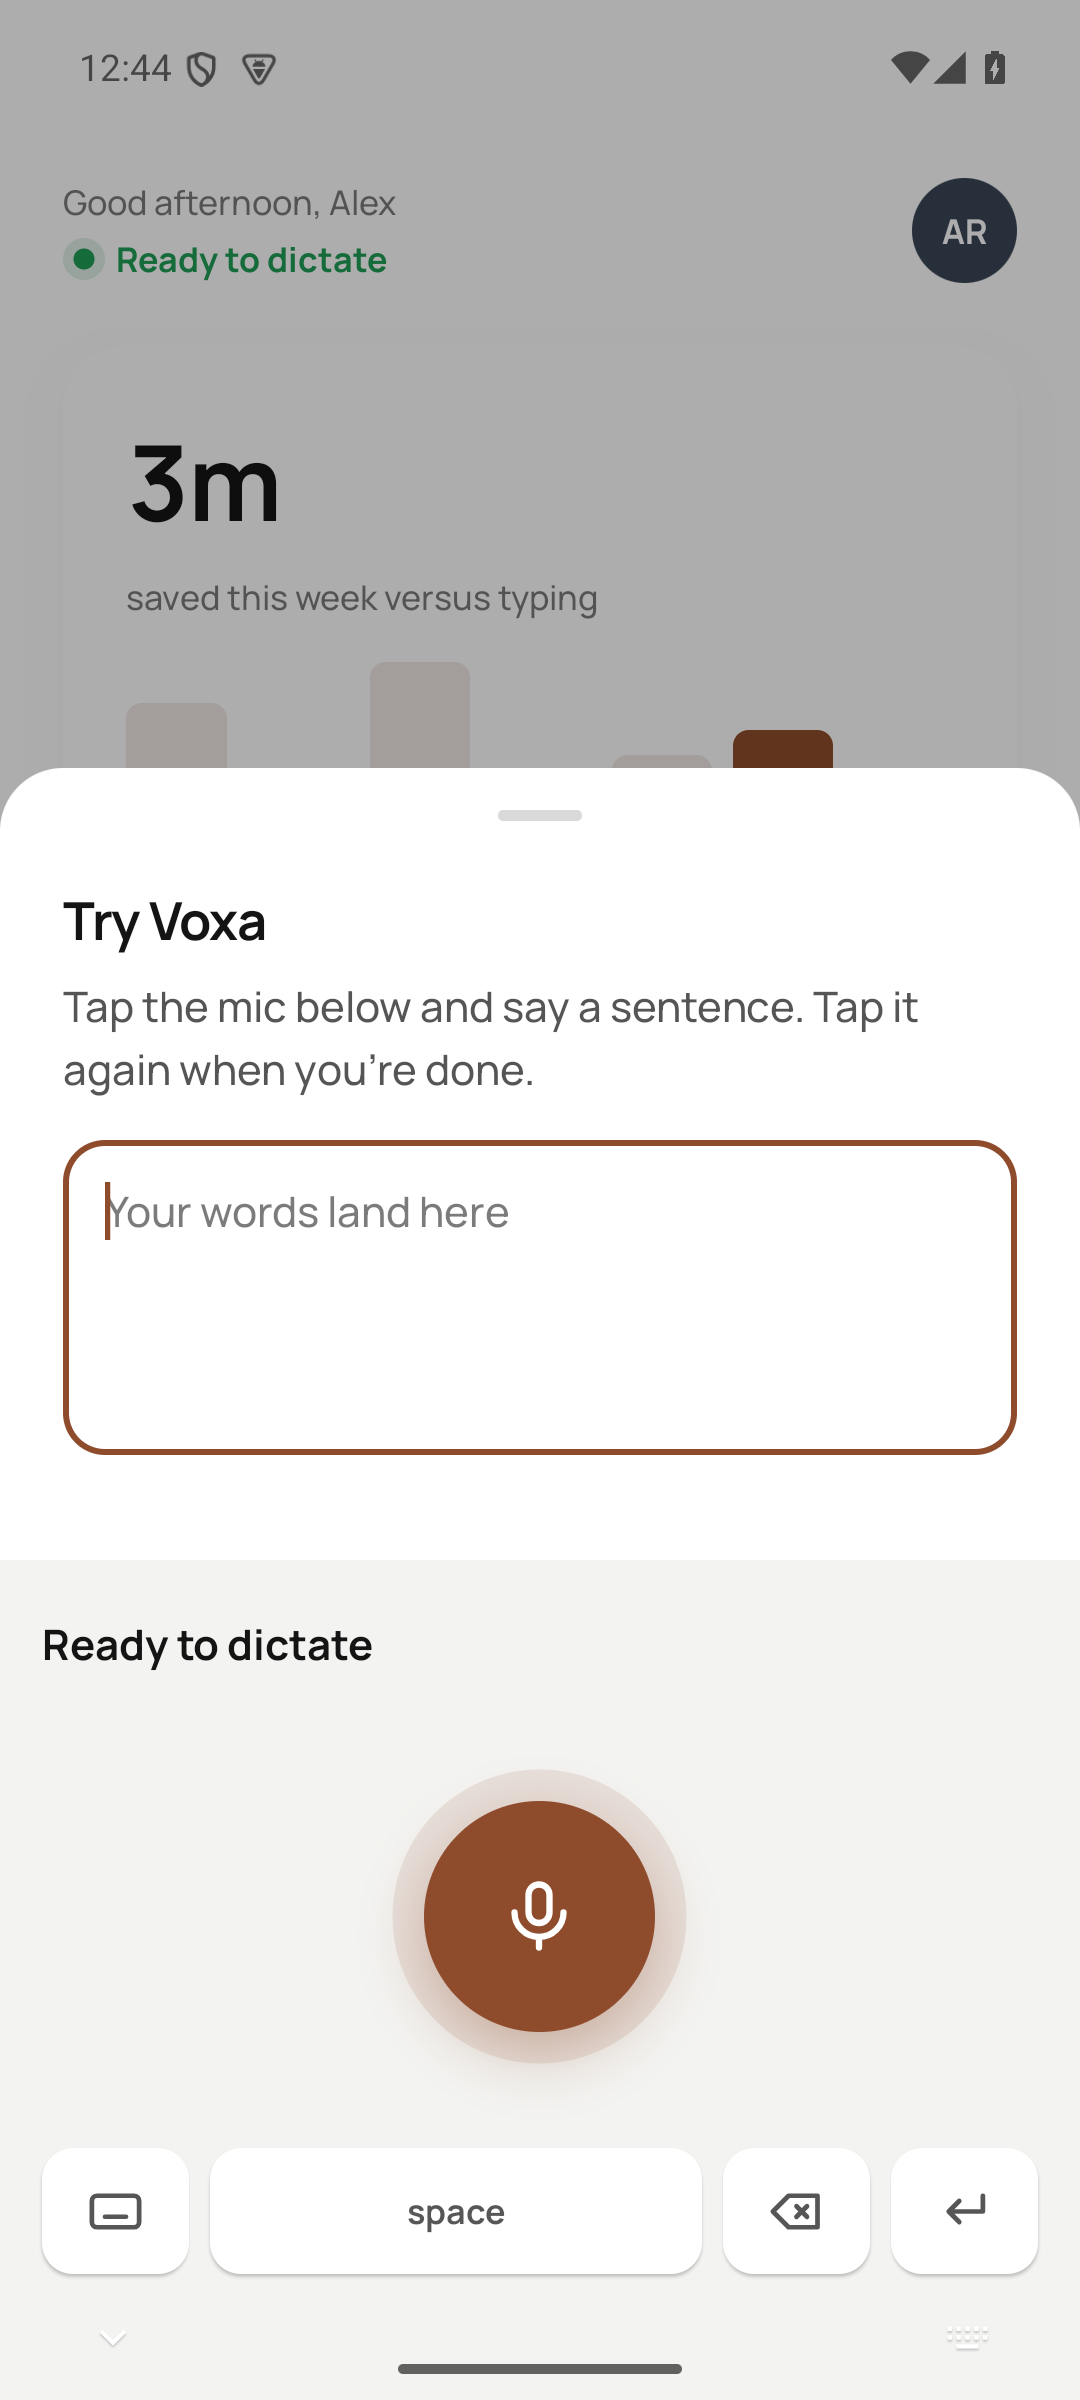 12:44
Good afternoon, Alex
Ready to dictate
AR
3m
saved this week versus typing
Try Voxa
Tap the mic below and say a sentence. Tap it
again when you’re done.
Your words land here
Ready to dictate
space